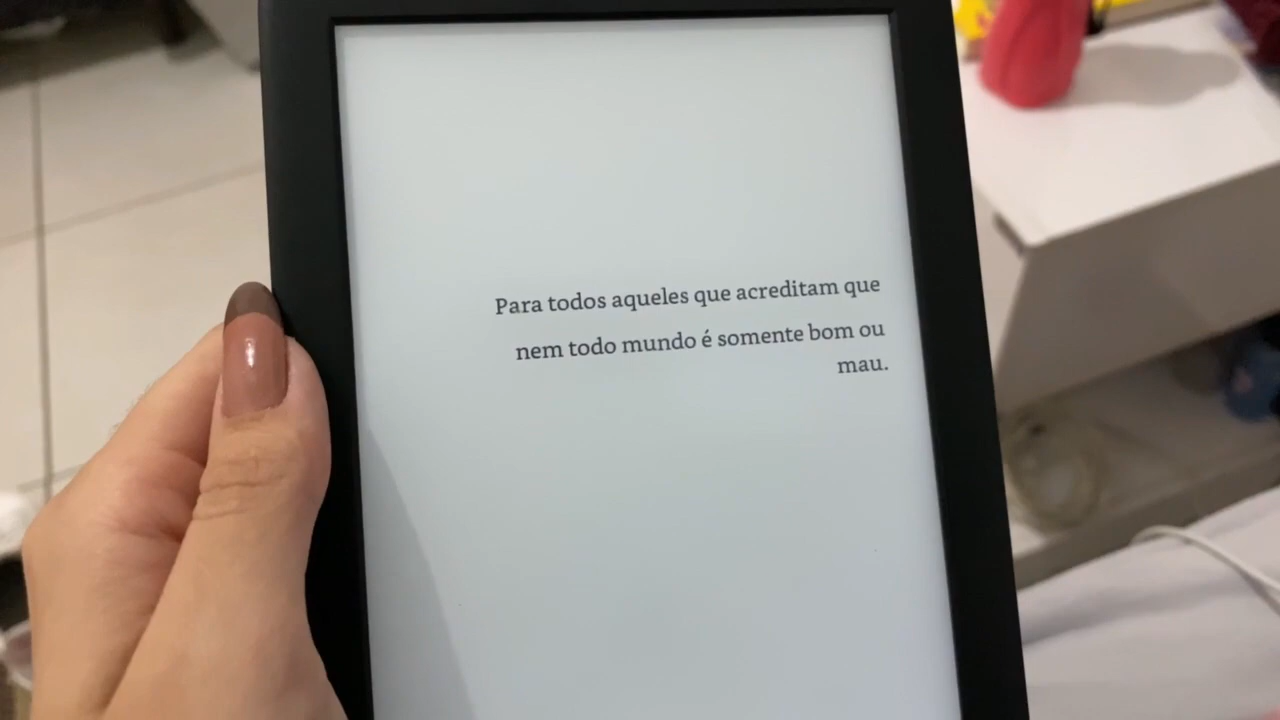 Para todos aqueles que acreditam que
nem todo mundo é somente bom ou
mau.